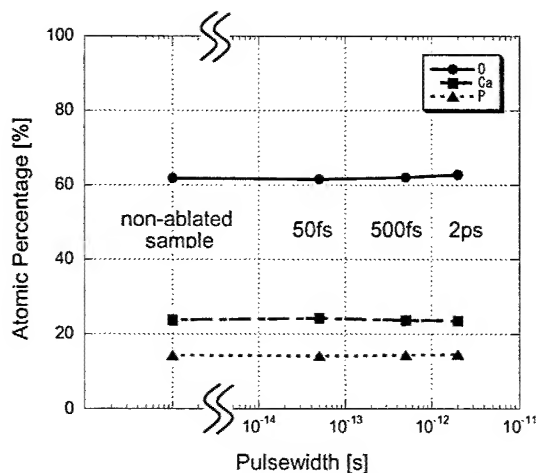 Atomic Percentage [%]
100
80
60
40
20
0
O
Ca
P
non-ablated
sample
50fs
500fs
2ps
10-14
10-13
10-12
10-11
Pulsewidth [s]